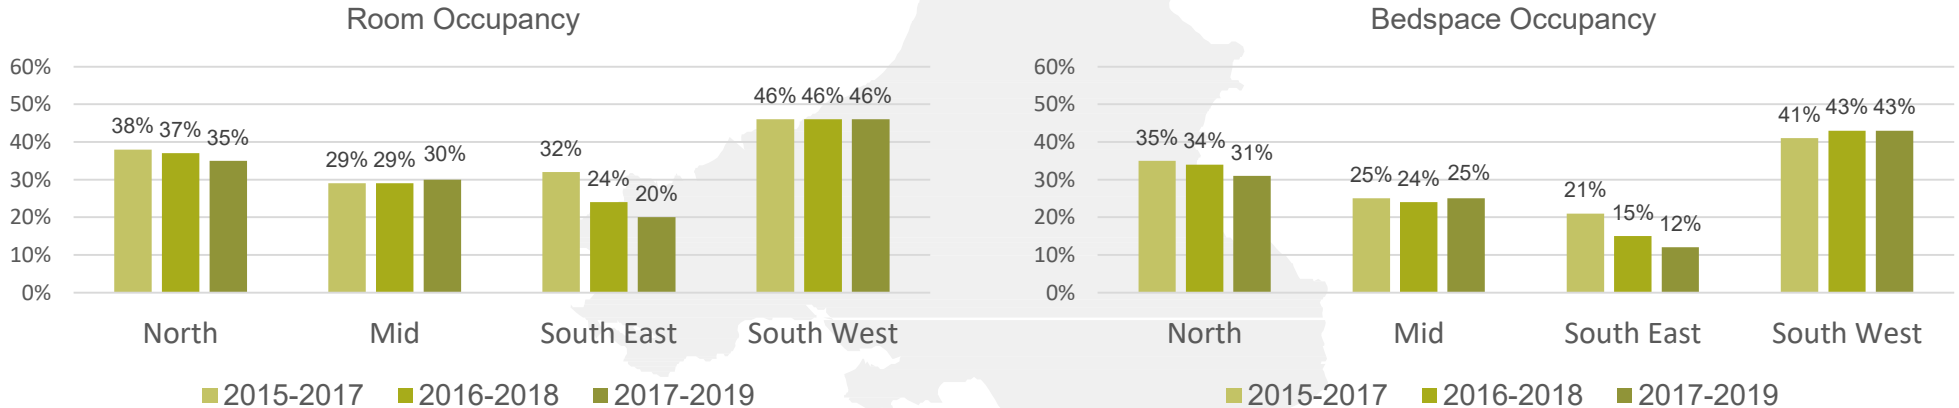 Room Occupancy
60%
50%
40%
30%
20%
10%
0%
38% 37% 35%
29% 29% 30%
32% 24% 20%
46% 46% 46%
North Mid South East South West
2015-2017 2016-2018 2017-2019
Bedspace Occupancy
60%
50%
40%
30%
20%
10%
0%
35% 34% 31%
25% 24% 25%
21% 15% 12%
41% 43% 43%
North Mid South East South West
2015-2017 2016-2018 2017-2019